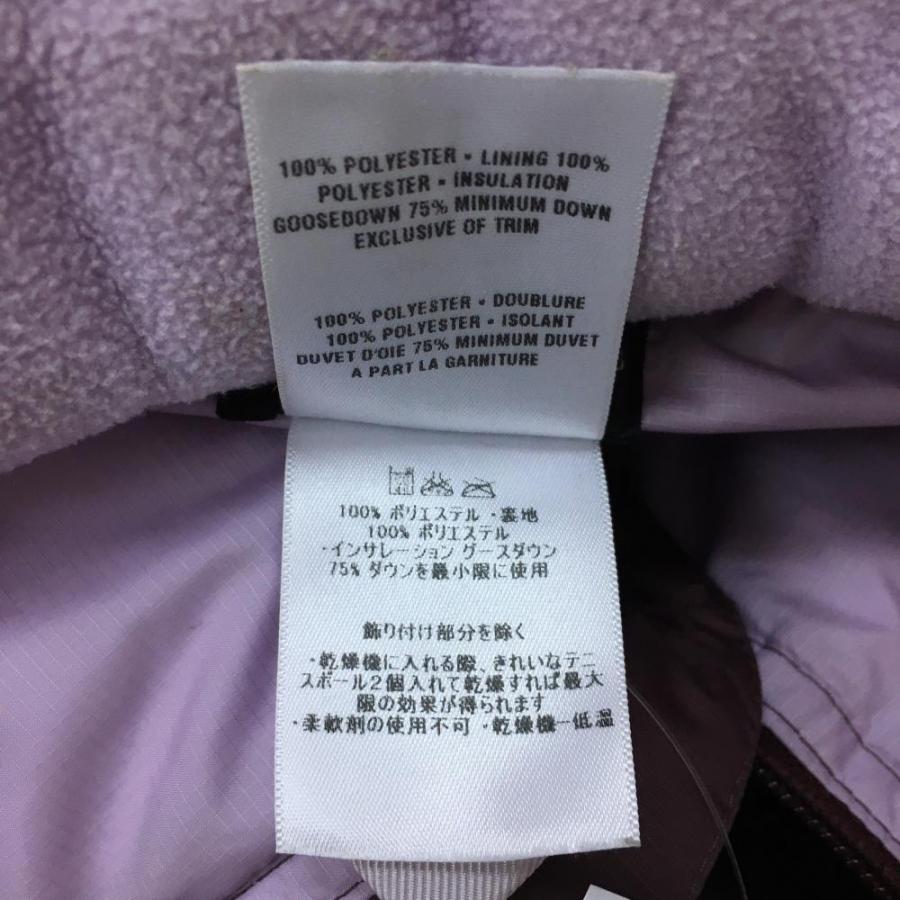 100% POLYESTER • LINING 100%
POLYESTER • INSULATION
GOOSEDOWN 75% MINIMUM DOWN
EXCLUSIVE OF TRIM
100% POLYESTER • DOUBLURE
100% POLYESTER • ISOLANT
DUVET D'OIE 75% MINIMUM DUVET
A PART LA GARNITURE
100% ポリエステル・裏地
100% ポリエステル
・インサレーション グースダウン
75% ダウンを最小限に使用
飾り付け部分を除く
・乾燥機に入れる際、きれいなテニ
スボール2個入れて乾燥すれば最大
限の効果が得られます
・柔軟剤の使用不可・乾燥機ー低温